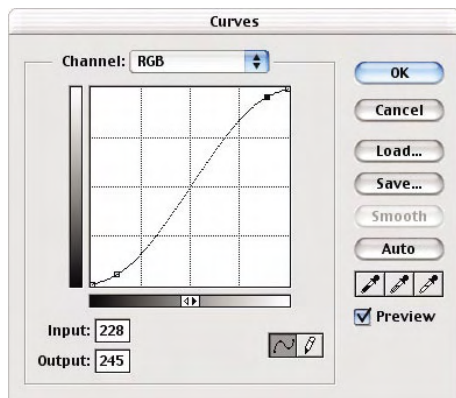 Curves
Channel: RGB
OK
Cancel
Load...
Save...
Smooth
Auto
Preview
Input: 228
Output: 245